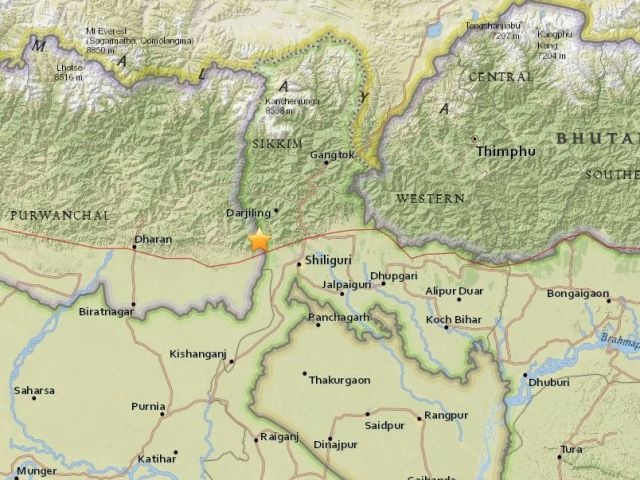 Mt Everest
(Sagarmatha, Qomolangma)
8850 m
Tongshanjiabu
7207 m
Kangphu
Kang
7204 m
Lhotse
8516 m
M A L A Y A
CENTRAL
Kanchenjunga
8598 m
SIKKIM
BHUTA
Gangtok
Thimphu
SOUTHE
WESTERN
PURWANCHAL
Darjiling
Dharan
Shiliguri
Dhupgari
Jalpaiguri
Alipur Duar
Bongaigaon
Biratnagar
Panchagarh
Koch Bihar
Brahmap
Kishanganj
Thakurgaon
Dhuburi
Saharsa
Purnia
Saidpur
Rangpur
Raiganj
Dinajpur
Katihar
Tura
Munger
Gaibanda